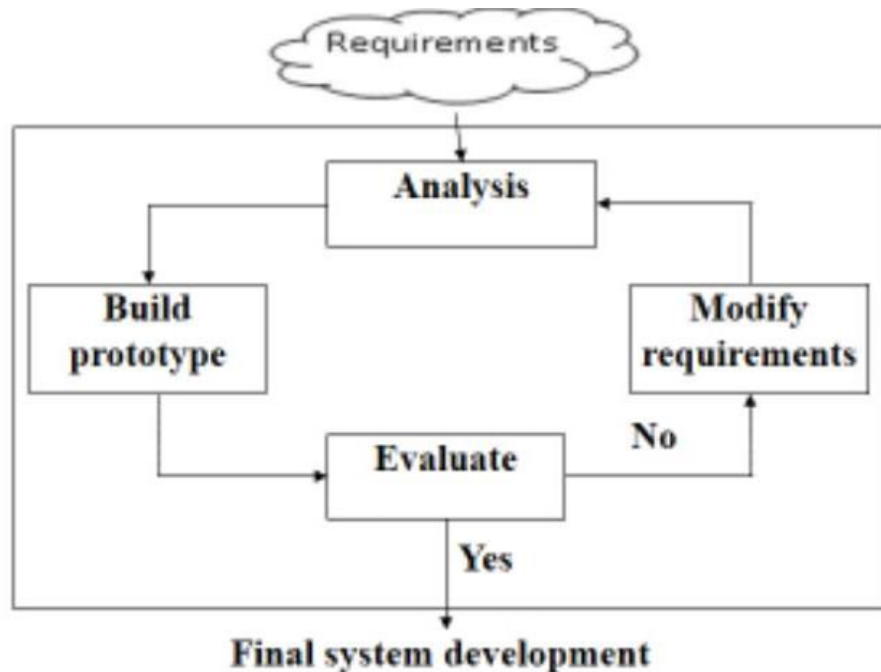 Requirements
Analysis
Build
prototype
Modify
requirements
Evaluate
No
Yes
Final system development